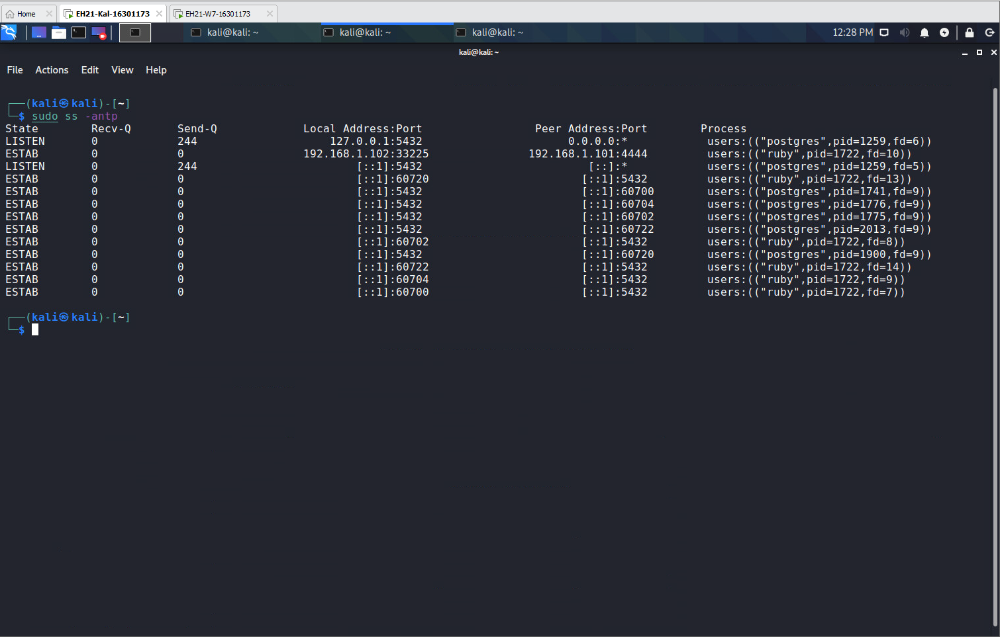 Home EH21-Kal-16301173 EH21-W7-16301173
kali@kali: ~ kali@kali: ~ kali@kali: ~ 12:28 PM
kali@kali: ~
File Actions Edit View Help
┌──(kali㉿kali)-[~]
└─$ sudo ss -antp
State Recv-Q Send-Q Local Address:Port Peer Address:Port Process
LISTEN 0 244 127.0.0.1:5432 0.0.0.0:* users:(("postgres",pid=1259,fd=6))
ESTAB 0 0 192.168.1.102:33225 192.168.1.101:4444 users:(("ruby",pid=1722,fd=10))
LISTEN 0 244 [::1]:5432 [::]:* users:(("postgres",pid=1259,fd=5))
ESTAB 0 0 [::1]:60720 [::1]:5432 users:(("ruby",pid=1722,fd=13))
ESTAB 0 0 [::1]:5432 [::1]:60700 users:(("postgres",pid=1741,fd=9))
ESTAB 0 0 [::1]:5432 [::1]:60704 users:(("postgres",pid=1776,fd=9))
ESTAB 0 0 [::1]:5432 [::1]:60702 users:(("postgres",pid=1775,fd=9))
ESTAB 0 0 [::1]:5432 [::1]:60722 users:(("postgres",pid=2013,fd=9))
ESTAB 0 0 [::1]:60702 [::1]:5432 users:(("ruby",pid=1722,fd=8))
ESTAB 0 0 [::1]:5432 [::1]:60720 users:(("postgres",pid=1900,fd=9))
ESTAB 0 0 [::1]:60722 [::1]:5432 users:(("ruby",pid=1722,fd=14))
ESTAB 0 0 [::1]:60704 [::1]:5432 users:(("ruby",pid=1722,fd=9))
ESTAB 0 0 [::1]:60700 [::1]:5432 users:(("ruby",pid=1722,fd=7))
┌──(kali㉿kali)-[~]
└─$